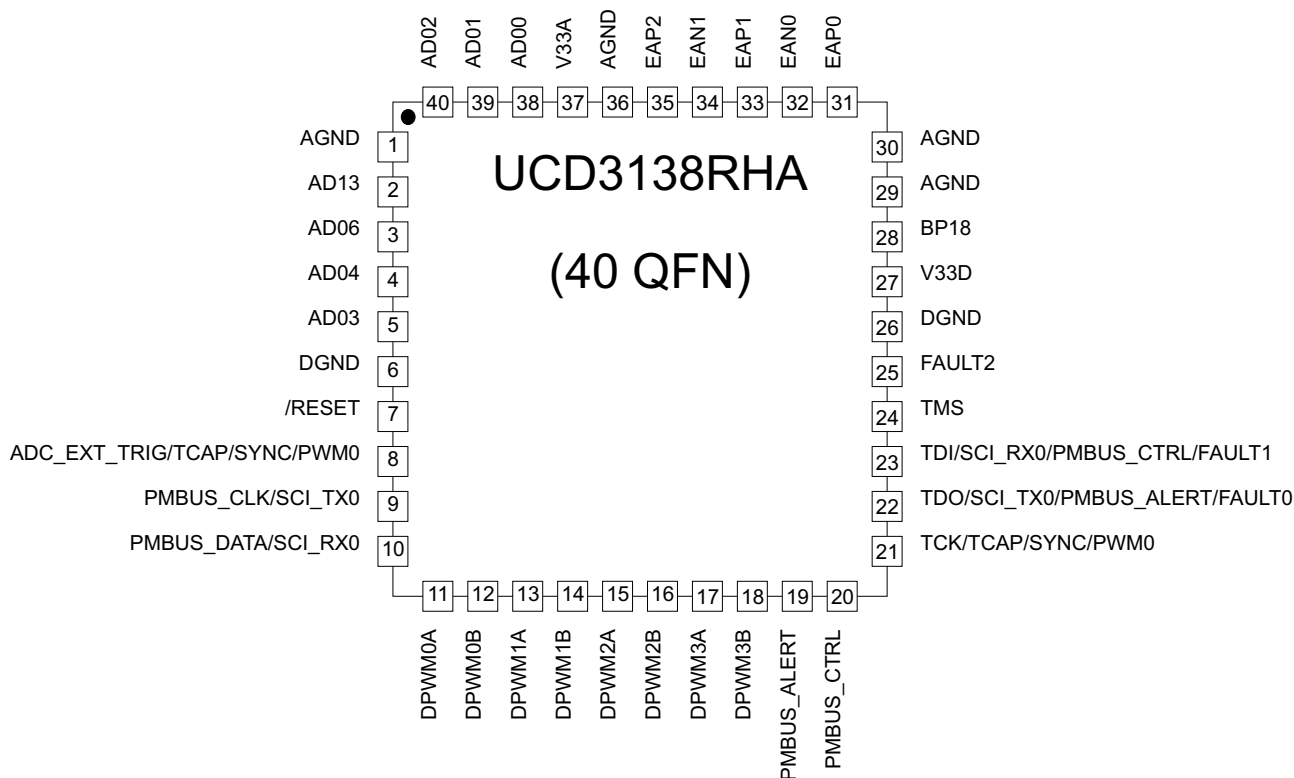 AD02
AD01
AD00
V33A
AGND
EAP2
EAN1
EAP1
EAN0
EAP0
40
39
38
37
36
35
34
33
32
31
UCD3138RHA
(40 QFN)
AGND 1
AD13 2
AD06 3
AD04 4
AD03 5
DGND 6
/RESET 7
ADC_EXT_TRIG/TCAP/SYNC/PWM0 8
PMBUS_CLK/SCI_TX0 9
PMBUS_DATA/SCI_RX0 10
30 AGND
29 AGND
28 BP18
27 V33D
26 DGND
25 FAULT2
24 TMS
23 TDI/SCI_RX0/PMBUS_CTRL/FAULT1
22 TDO/SCI_TX0/PMBUS_ALERT/FAULT0
21 TCK/TCAP/SYNC/PWM0
11
12
13
14
15
16
17
18
19
20
DPWM0A
DPWM0B
DPWM1A
DPWM1B
DPWM2A
DPWM2B
DPWM3A
DPWM3B
PMBUS_ALERT
PMBUS_CTRL